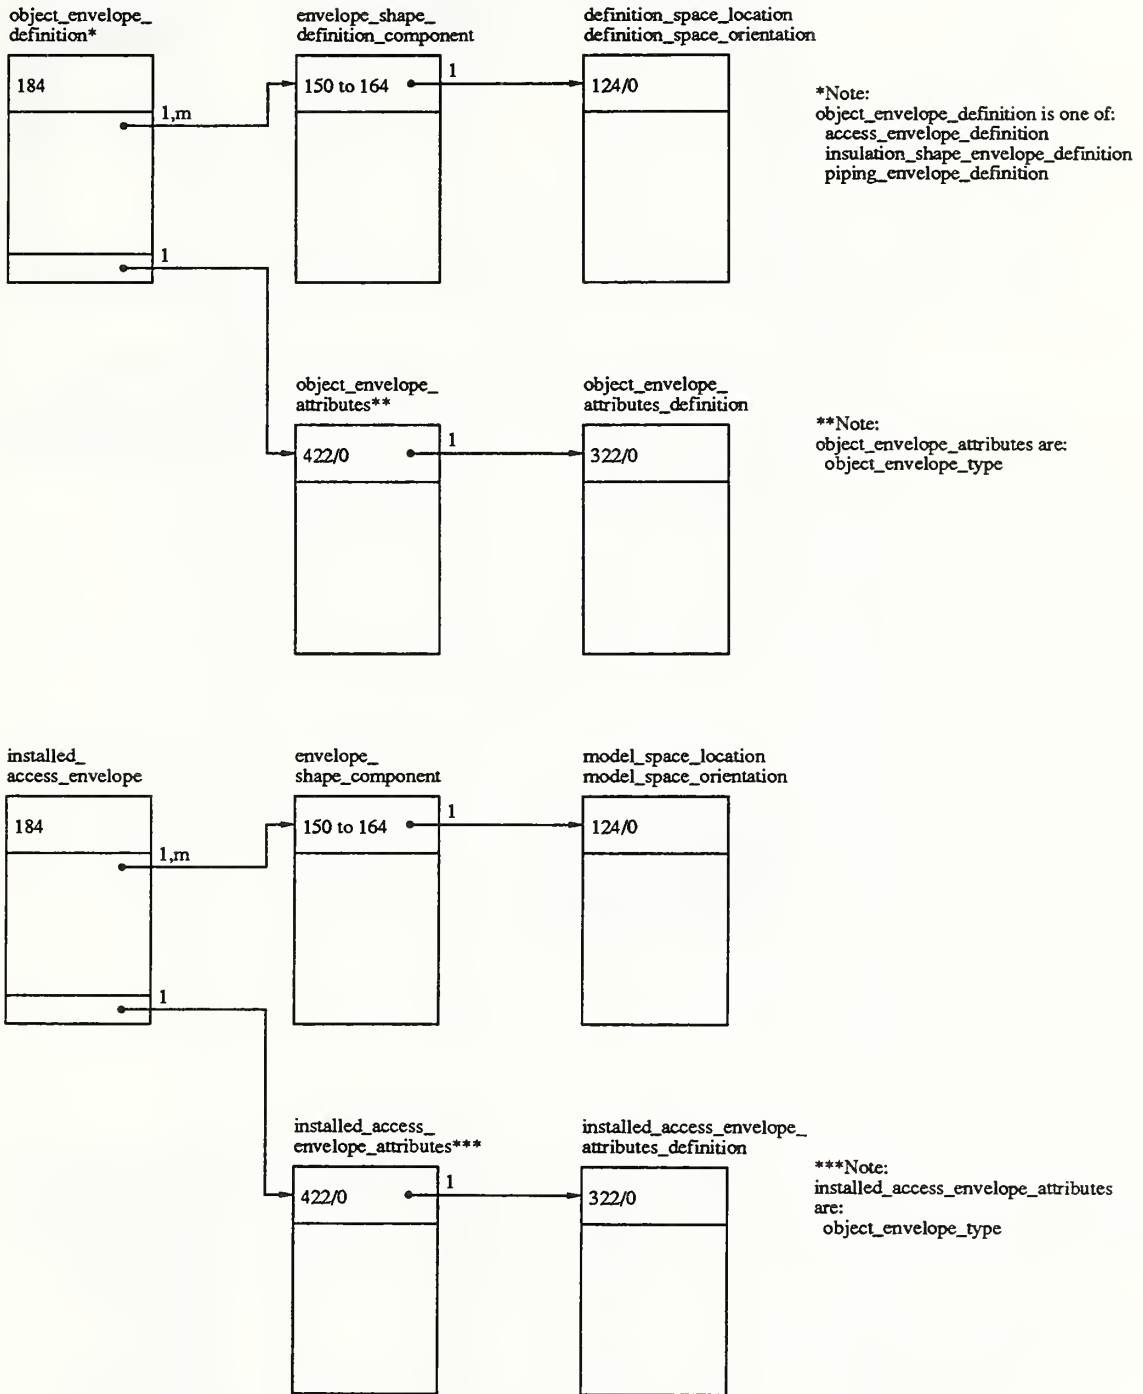 object_envelope_
definition*
envelope_shape_
definition_component
definition_space_location
definition_space_orientation
184
1,m
150 to 164
1
124/0
*Note:
object_envelope_definition is one of:
access_envelope_definition
insulation_shape_envelope_definition
piping_envelope_definition
1
object_envelope_
attributes**
object_envelope_
attributes_definition
422/0
1
322/0
**Note:
object_envelope_attributes are:
object_envelope_type
installed_
access_envelope
envelope_
shape_component
model_space_location
model_space_orientation
184
1,m
150 to 164
1
124/0
1
installed_access_
envelope_attributes***
installed_access_envelope_
attributes_definition
422/0
1
322/0
***Note:
installed_access_envelope_attributes
are:
object_envelope_type